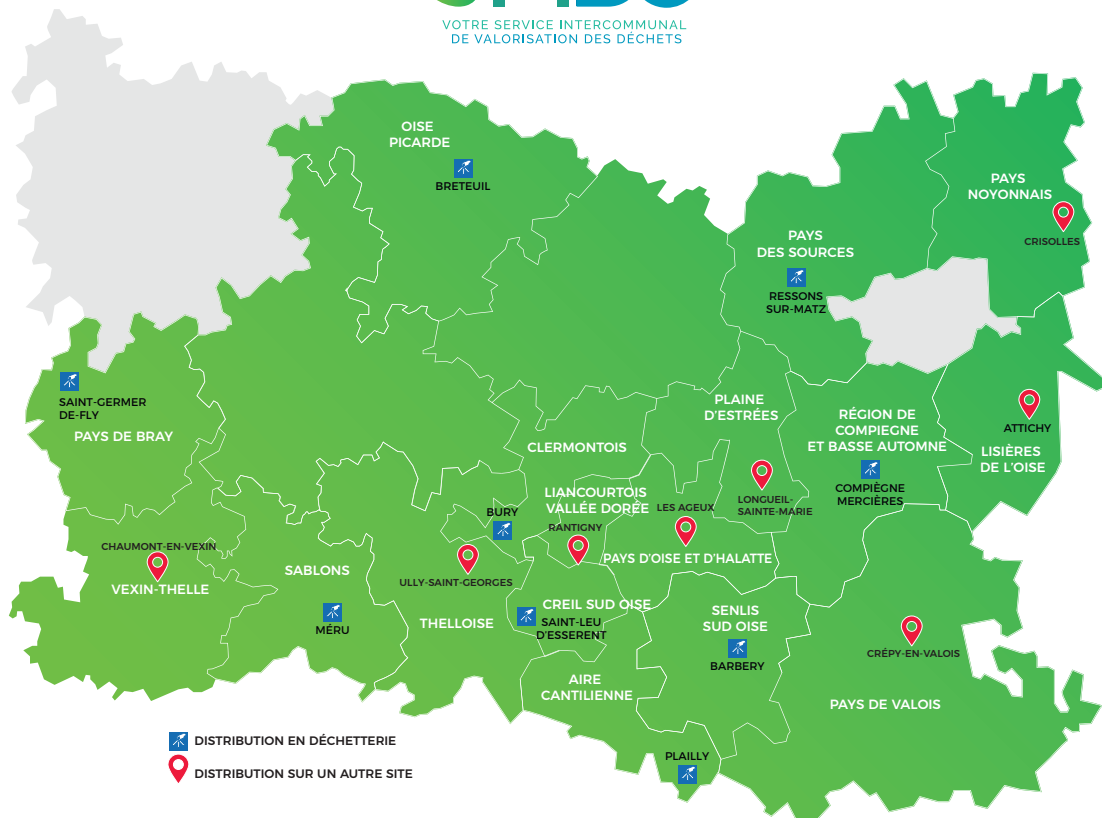 VOTRE SERVICE INTERCOMMUNAL
DE VALORISATION DES DÉCHETS
OISE
PICARDE
BRETEUIL
PAYS
NOYONNAIS
CRISOLLES
PAYS
DES SOURCES
RESSONS
SUR-MATZ
SAINT-GERMER
DE-FLY
PAYS DE BRAY
PLAINE
D'ESTRÉES
RÉGION DE
COMPIEGNE
ET BASSE AUTOMNE
COMPIÈGNE
MERCIÈRES
ATTICHY
LISIÈRES
DE L'OISE
CLERMONTOIS
LIANCOURTOIS
VALLÉE DORÉE
BURY
RANTIGNY
LES AGEUX
LONGUEIL-
SAINTE-MARIE
PAYS D'OISE ET D'HALATTE
CHAUMONT-EN-VEXIN
VEXIN-THELLE
SABLONS
MÉRU
ULLY-SAINT-GEORGES
THELLOISE
CREIL SUD OISE
SAINT-LEU
D'ESSERENT
SENLIS
SUD OISE
BARBERY
CRÉPY-EN-VALOIS
PAYS DE VALOIS
AIRE
CANTILIENNE
PLAILLY
DISTRIBUTION EN DÉCHETTERIE
DISTRIBUTION SUR UN AUTRE SITE